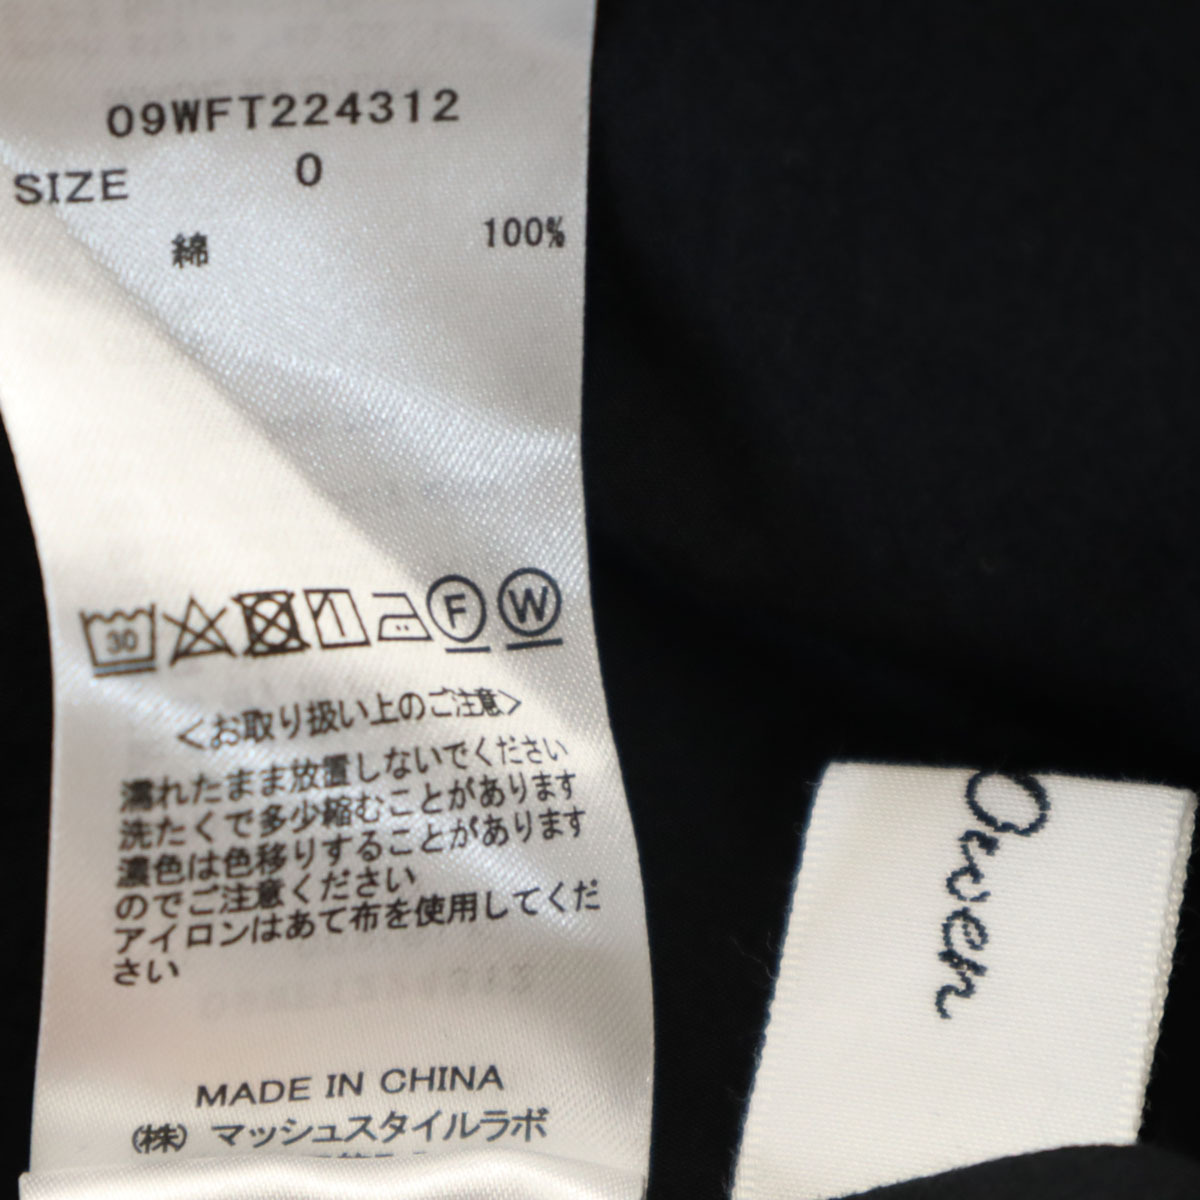 09WFT224312
SIZE 0
綿 100%
30 F W
<お取り扱い上のご注意>
濡れたまま放置しないでください
洗たくで多少縮むことがあります
濃色は色移りすることがあります
のでご注意ください
アイロンはあて布を使用してくだ
さい
MADE IN CHINA
(株) マッシュスタイルラボ
Owen